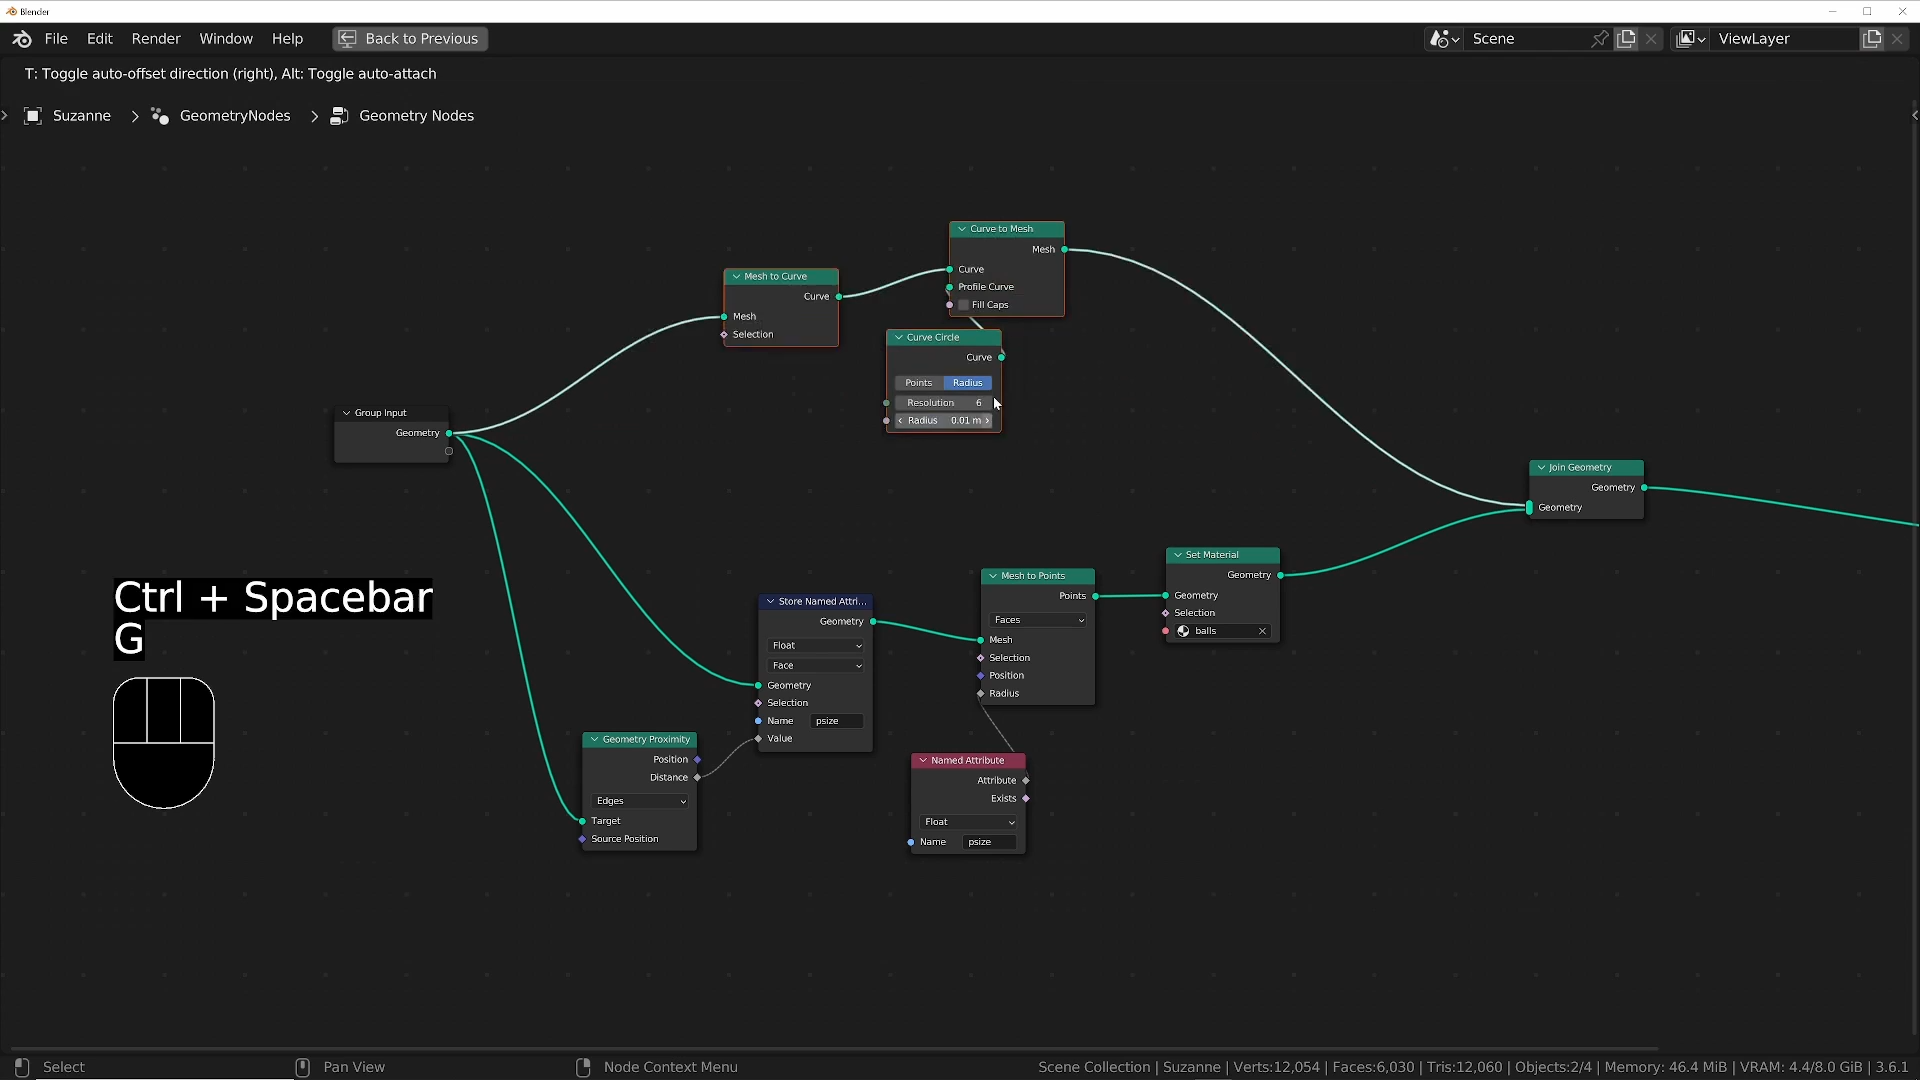 Blender
File Edit Render Window Help Back to Previous Scene ViewLayer
T: Toggle auto-offset direction (right), Alt: Toggle auto-attach
Suzanne GeometryNodes Geometry Nodes
Curve to Mesh
Mesh
Curve
Profile Curve
Fill Caps
Mesh to Curve
Curve
Mesh
Selection
Curve Circle
Curve
Points Radius
Resolution 6
Radius 0.01 m
Group Input
Geometry
Join Geometry
Geometry
Geometry
Set Material
Geometry
Geometry
Selection
balls
Mesh to Points
Points
Faces
Mesh
Selection
Position
Radius
Ctrl + Spacebar
G
Store Named Attri...
Geometry
Float
Face
Geometry
Selection
Name psize
Value
Geometry Proximity
Position
Distance
Edges
Target
Source Position
Named Attribute
Attribute
Exists
Float
Name psize
Select Pan View Node Context Menu Scene Collection | Suzanne | Verts:12,054 | Faces:6,030 | Tris:12,060 | Objects:2/4 | Memory: 46.4 MiB | VRAM: 4.4/8.0 GiB | 3.6.1